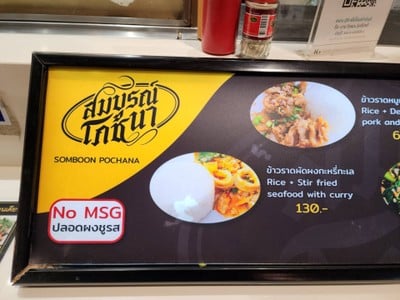 สมบูรณ์
โภชนา
SOMBOON POCHANA
No MSG
ปลอดผงชูรส
ข้าวราดหมู
Rice + De
pork and
6
ข้าวราดผัดผงกะหรี่ทะเล
Rice + Stir fried
seafood with curry
130.-